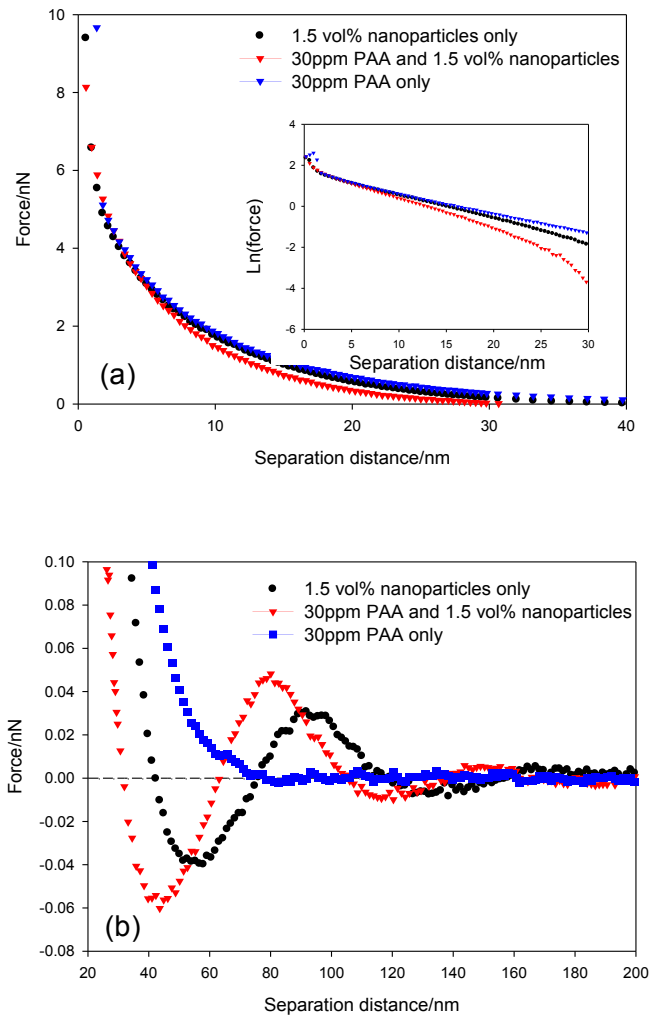 1.5 vol% nanoparticles only
30ppm PAA and 1.5 vol% nanoparticles
30ppm PAA only
10
8
6
4
2
0
Force/nN
4
2
0
-2
-4
-6
Ln(force)
0 5 10 15 20 25 30
Separation distance/nm
(a)
0 10 20 30 40
Separation distance/nm
1.5 vol% nanoparticles only
30ppm PAA and 1.5 vol% nanoparticles
30ppm PAA only
0.10
0.08
0.06
0.04
0.02
0.00
-0.02
-0.04
-0.06
-0.08
Force/nN
(b)
20 40 60 80 100 120 140 160 180 200
Separation distance/nm